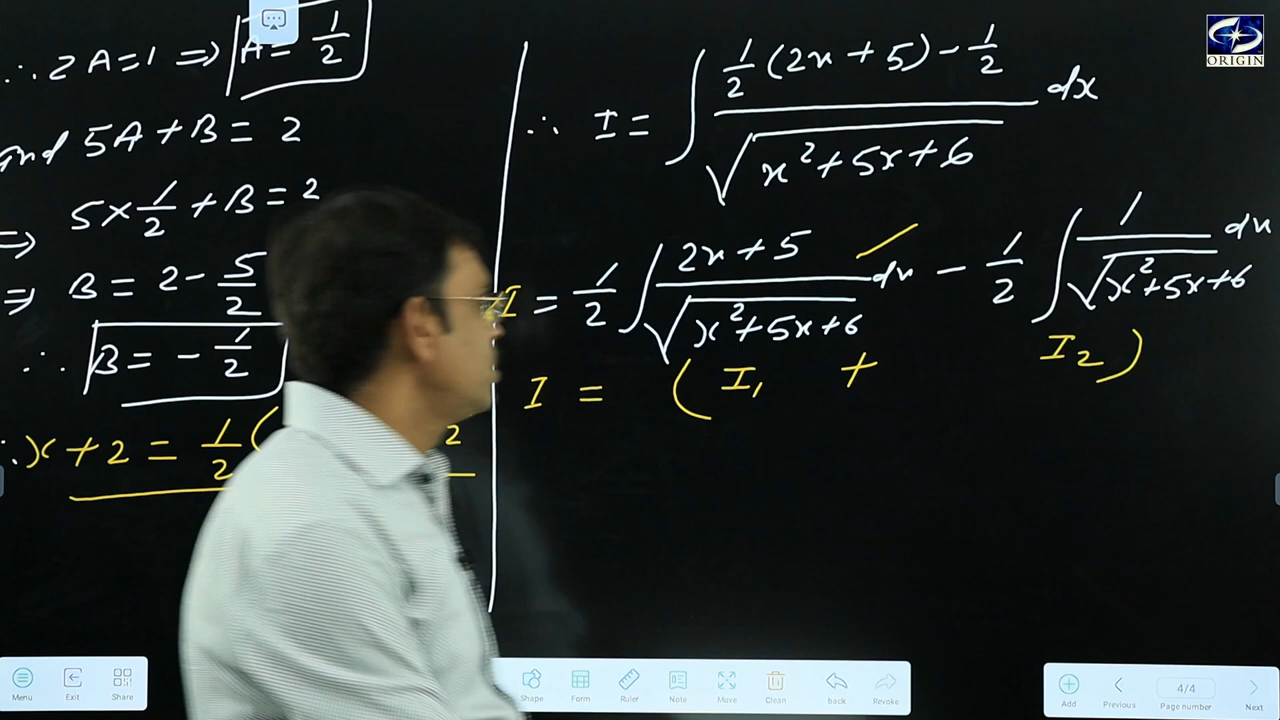 ∴ 2A=1 ⇒ A= 1/2
and 5A+B= 2
⇒ 5×1/2+B=2
⇒ B= 2- 5/2
∴ B= -1/2
∴ x+2 = 1/2( 2
∴ I= ∫ (1/2(2x+5)-1/2)/√(x²+5x+6) dx
I = 1/2 ∫ (2x+5)/√(x²+5x+6) dx - 1/2 ∫ 1/√(x²+5x+6) dx
I = ( I₁ + I₂ )
ORIGIN
Menu Exit Share
Shape Form Ruler Note Move Clean back Revoke
Add Previous 4/4 Page number Next